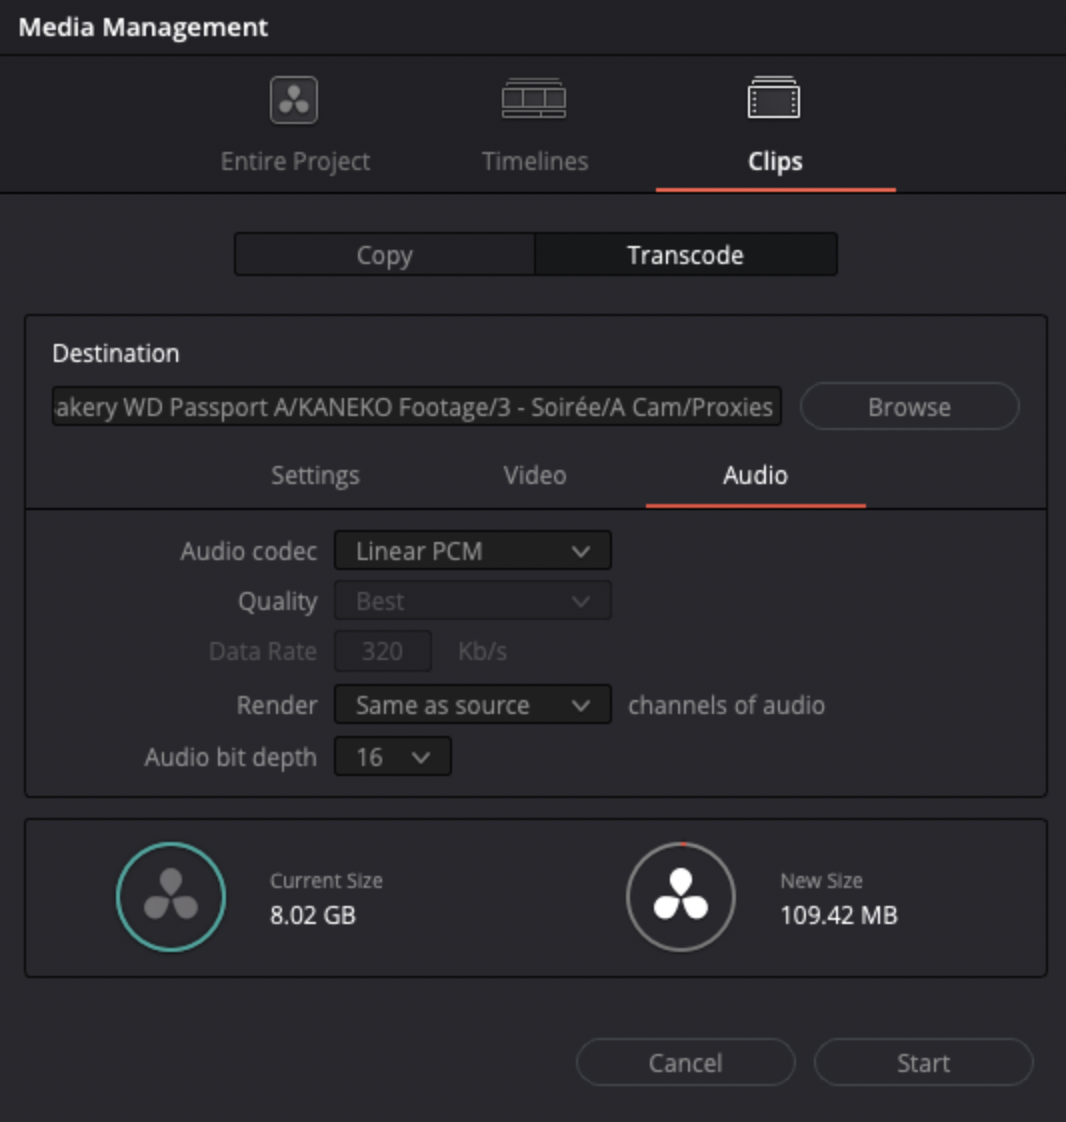 Media Management
Entire Project
Timelines
Clips
Copy
Transcode
Destination
akery WD Passport A/KANEKO Footage/3 - Soirée/A Cam/Proxies
Browse
Settings
Video
Audio
Audio codec Linear PCM
Quality Best
Data Rate 320 Kb/s
Render Same as source channels of audio
Audio bit depth 16
Current Size
8.02 GB
New Size
109.42 MB
Cancel
Start